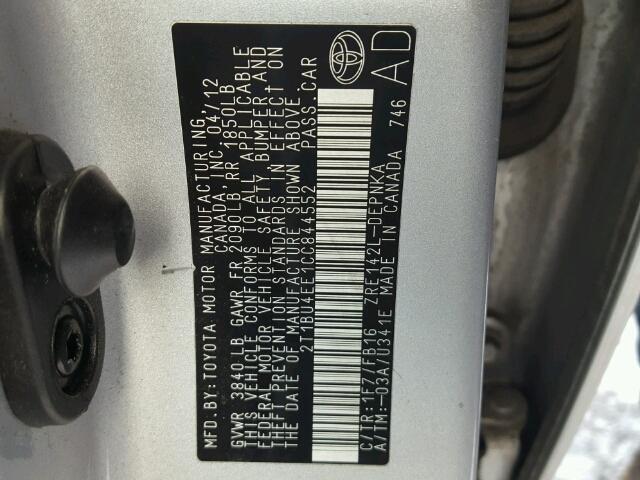 MFD. BY: TOYOTA MOTOR MANUFACTURING,
CANADA, INC. 04/12
GVWR 3840LB GAWR FR 2090LB, RR 1850LB
THIS VEHICLE CONFORMS TO ALL APPLICABLE
FEDERAL MOTOR VEHICLE SAFETY, BUMPER, AND
THEFT PREVENTION STANDARDS IN EFFECT ON
THE DATE OF MANUFACTURE SHOWN ABOVE.
2T1BU4EE1CC844552 PASS. CAR
C/TR: 1F7/FB16 ZRE142L-DEPNKA
A/TM: -03A/U341E MADE IN CANADA 746
AD